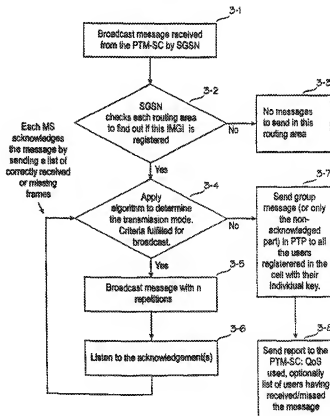 3-1
Broadcast message received
from the PTM-SC by SGSN
3-2
SGSN
checks each routing area
to find out if this IMGI is
registered
No
3-3
No messages
to send in this
routing area
Each MS
acknowledges
the message by
sending a list of
correctly received
or missing
frames
Yes
3-4
Apply
algorithm to determine
the transmission mode.
Criteria fulfilled for
broadcast.
No
3-7
Send group
message (or only
the non-
acknowledged
part) in PTP to all
the users
registerered in the
cell with their
Individual key.
Yes
3-5
Broadcast message with n
repetitions
3-6
Listen to the acknowledgement(s)
3-8
Send report to the
PTM-SC: QoS
used, optionally
list of users having
received/missed
the message